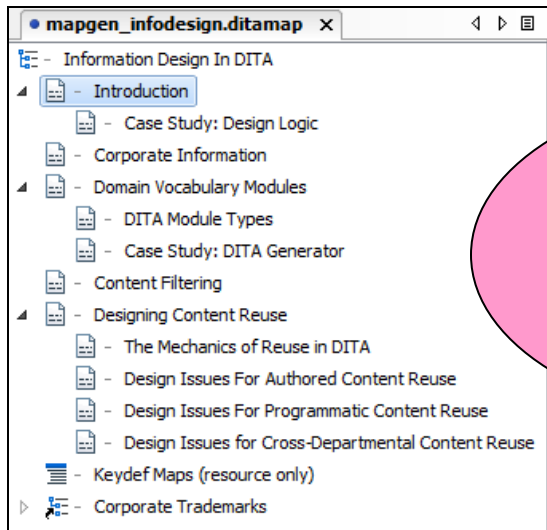 mapgen_infodesign.ditamap X
- Information Design In DITA
- Introduction
- Case Study: Design Logic
- Corporate Information
- Domain Vocabulary Modules
- DITA Module Types
- Case Study: DITA Generator
- Content Filtering
- Designing Content Reuse
- The Mechanics of Reuse in DITA
- Design Issues For Authored Content Reuse
- Design Issues For Programmatic Content Reuse
- Design Issues for Cross-Departmental Content Reuse
- Keydef Maps (resource only)
- Corporate Trademarks